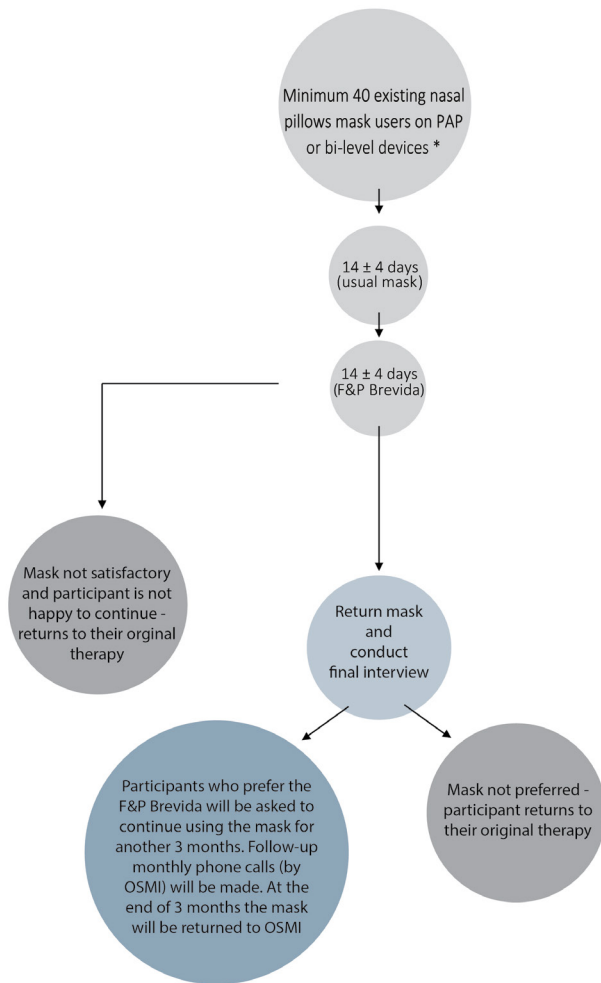 Minimum 40 existing nasal
pillows mask users on PAP
or bi-level devices *
14 ± 4 days
(usual mask)
14 ± 4 days
(F&P Brevida)
Mask not satisfactory
and participant is not
happy to continue -
returns to their orginal
therapy
Return mask
and
conduct
final interview
Participants who prefer the
F&P Brevida will be asked to
continue using the mask for
another 3 months. Follow-up
monthly phone calls (by
OSMI) will be made. At the
end of 3 months the mask
will be returned to OSMI
Mask not preferred -
participant returns to
their original therapy